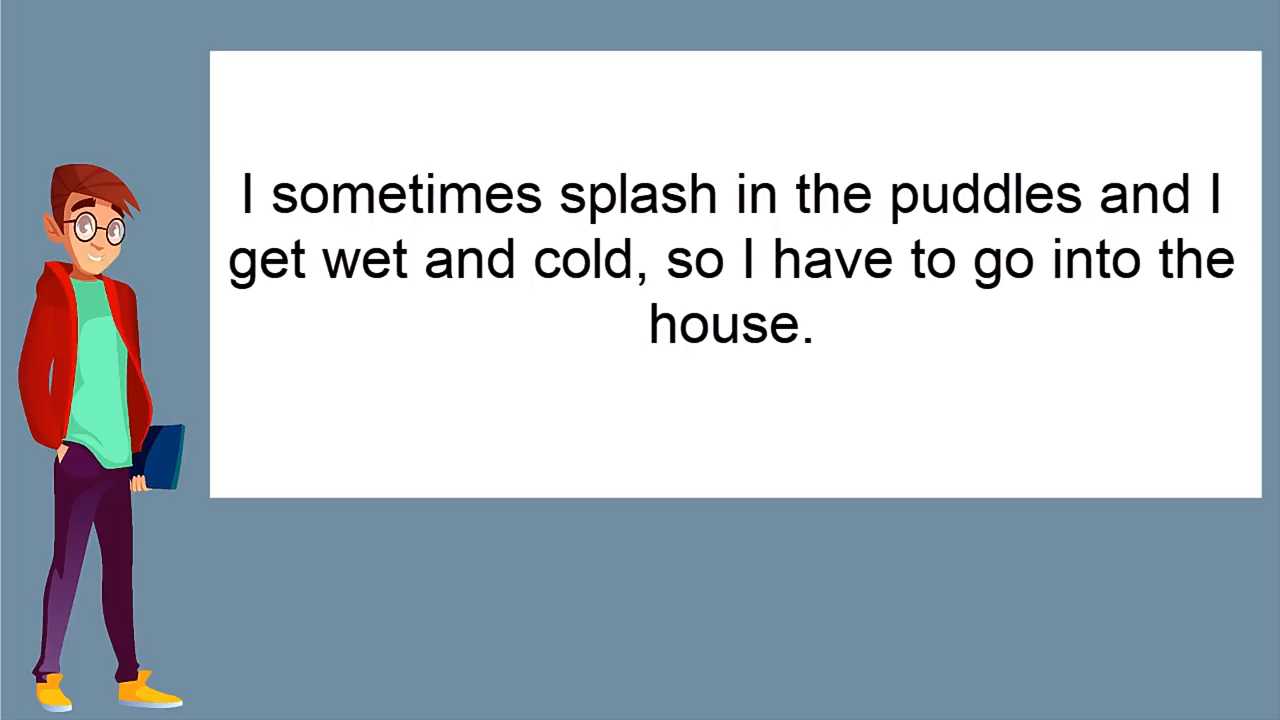 I sometimes splash in the puddles and I
get wet and cold, so I have to go into the
house.